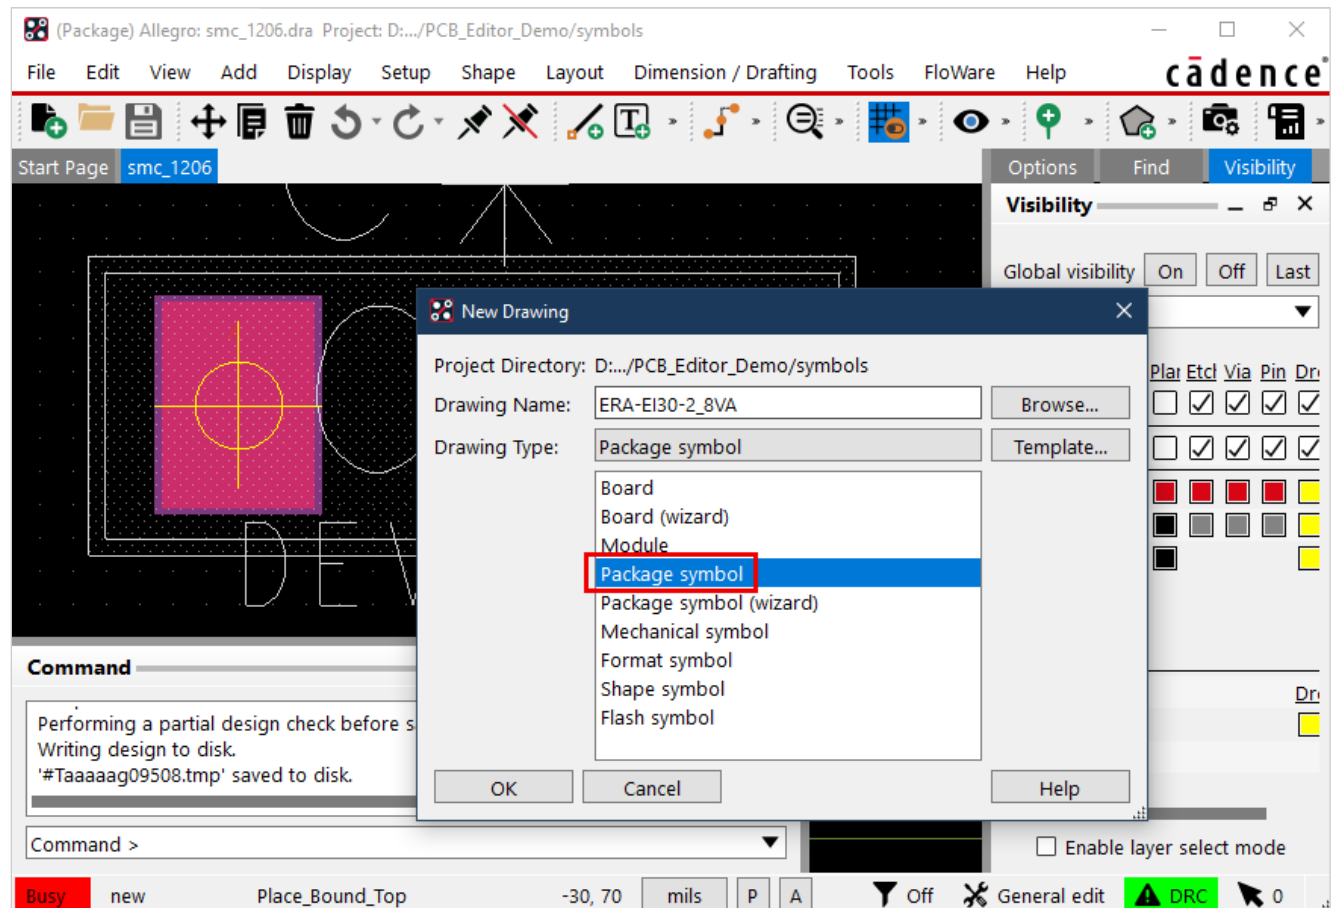 (Package) Allegro: smc_1206.dra Project: D:.../PCB_Editor_Demo/symbols
File Edit View Add Display Setup Shape Layout Dimension / Drafting Tools FloWare Help cādence
Start Page smc_1206 Options Find Visibility
Visibility
Global visibility On Off Last
New Drawing
Project Directory: D:.../PCB_Editor_Demo/symbols
Drawing Name: ERA-EI30-2_8VA Browse...
Drawing Type: Package symbol Template...
Via Pin
Board
Board (wizard)
Module
Package symbol
Package symbol (wizard)
Mechanical symbol
Format symbol
Shape symbol
Flash symbol
OK Cancel Help
DEV
Command
Performing a partial design check before s
Writing design to disk.
'#Taaaaag09508.tmp' saved to disk.
Command >
Enable layer select mode
Busy new Place_Bound_Top -30, 70 mils P A Off General edit DRC 0